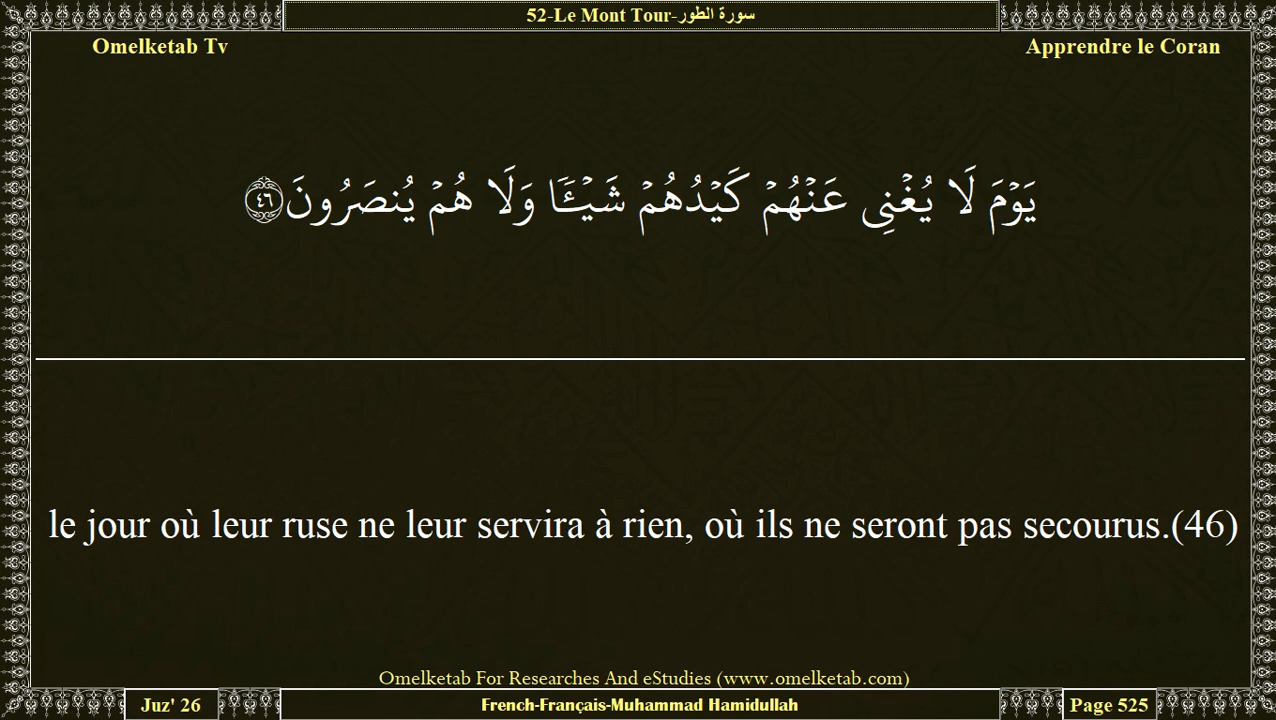 52-Le Mont Tour-سورة الطور
Omelketab Tv
Apprendre le Coran
يَوْمَ لَا يُغْنِى عَنْهُمْ كَيْدُهُمْ شَيْـًٔا وَلَا هُمْ يُنصَرُونَ ٤٦
le jour où leur ruse ne leur servira à rien, où ils ne seront pas secourus.(46)
Omelketab For Researches And eStudies (www.omelketab.com)
Juz' 26
French-Français-Muhammad Hamidullah
Page 525